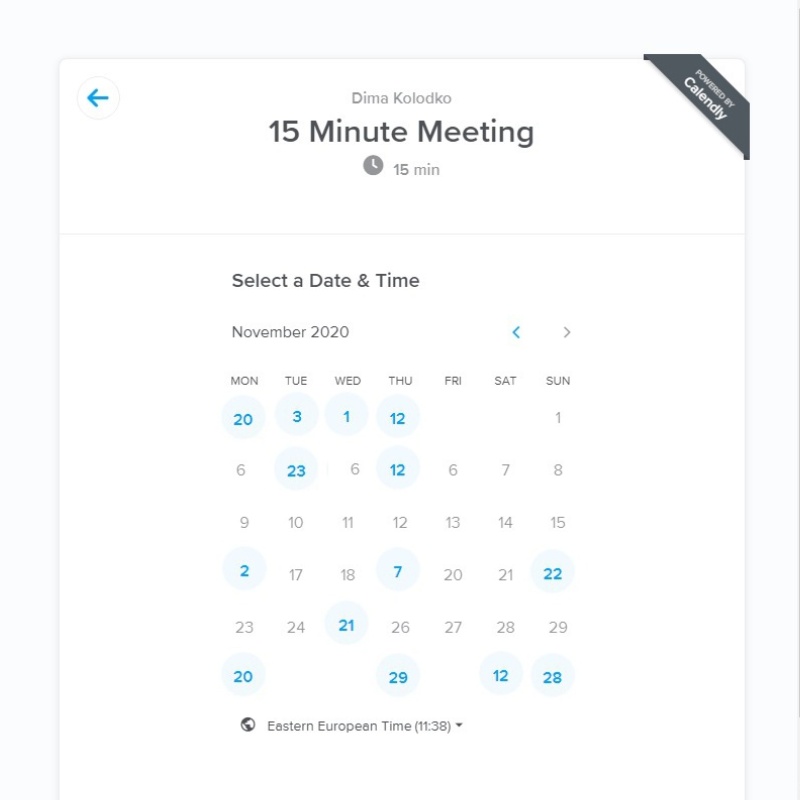 Dima Kolodko
POWERED BY
Calendly
15 Minute Meeting
15 min
Select a Date & Time
November 2020
MON TUE WED THU FRI SAT SUN
20 3 1 12 1
6 23 6 12 6 7 8
9 10 11 12 13 14 15
2 17 18 7 20 21 22
23 24 21 26 27 28 29
20 29 12 28
Eastern European Time (11:38)